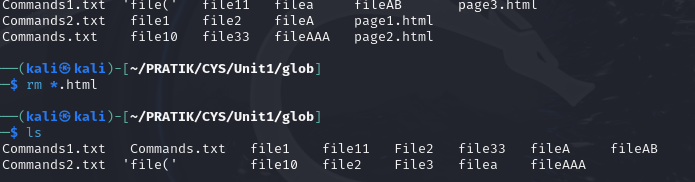 Commands1.txt 'file(' file11 filea fileAB page3.html
Commands2.txt file1 file2 fileA page1.html
Commands.txt file10 file33 fileAAA page2.html
──(kali㉿kali)-[~/PRATIK/CYS/Unit1/glob]
─$ rm *.html
──(kali㉿kali)-[~/PRATIK/CYS/Unit1/glob]
─$ ls
Commands1.txt Commands.txt file1 file11 File2 file33 fileA fileAB
Commands2.txt 'file(' file10 file2 File3 filea fileAAA